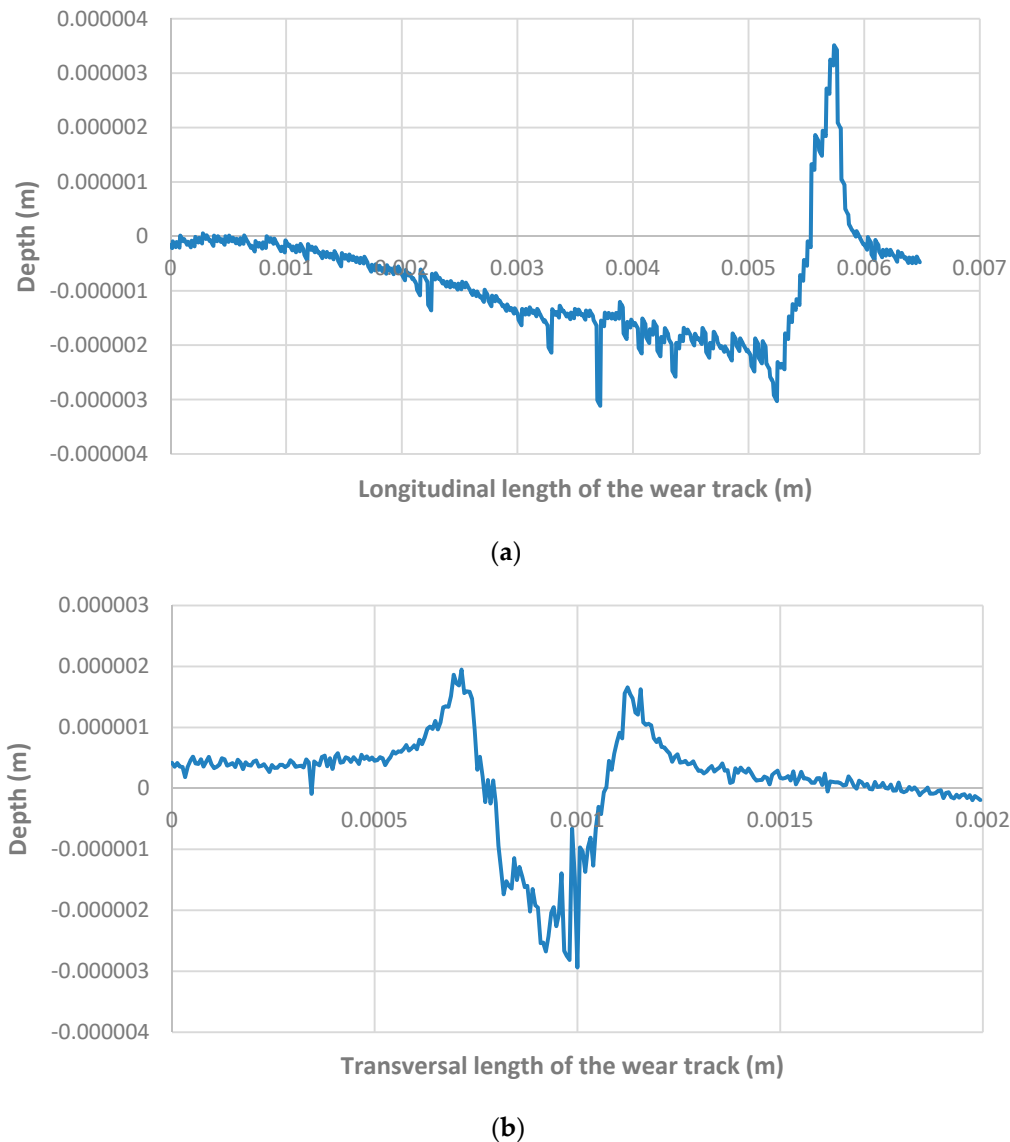 0.000004
0.000003
0.000002
0.000001
0
-0.000001
-0.000002
-0.000003
-0.000004
Depth (m)
0 0.001 0.002 0.003 0.004 0.005 0.006 0.007
Longitudinal length of the wear track (m)
(a)
0.000003
0.000002
0.000001
0
-0.000001
-0.000002
-0.000003
-0.000004
Depth (m)
0 0.0005 0.001 0.0015 0.002
Transversal length of the wear track (m)
(b)